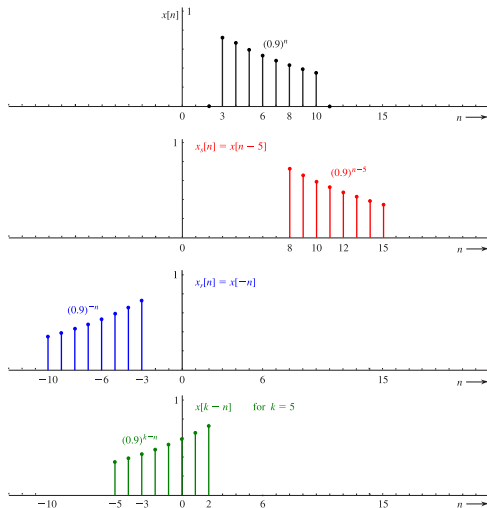 x[n] 1
(0.9)^n
0 3 6 8 10 15 n →
1 x_s[n] = x[n − 5]
(0.9)^{n−5}
0 8 10 12 15 n →
1 x_r[n] = x[−n]
(0.9)^{−n}
−10 −6 −3 0 6 15 n →
1 x[k − n] for k = 5
(0.9)^{k−n}
−10 −5 −3 0 2 6 15 n →